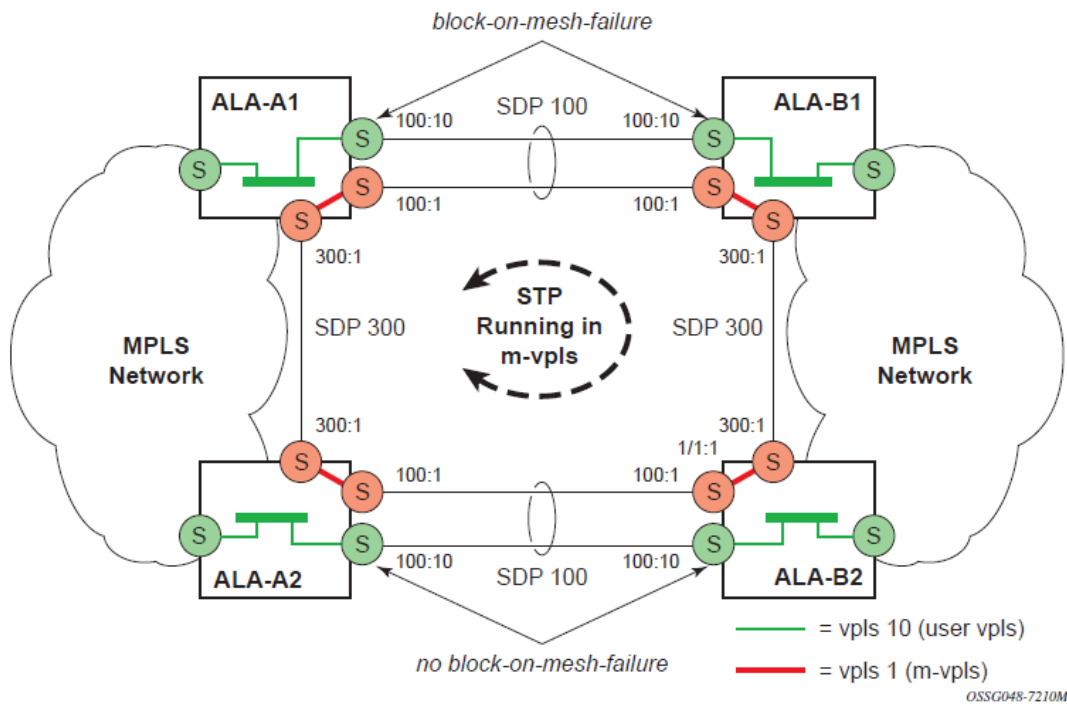 block-on-mesh-failure
ALA-A1
SDP 100
ALA-B1
100:10
100:10
S
S
S
S
S
S
100:1
100:1
S
S
300:1
300:1
STP
Running in
m-vpls
SDP 300
SDP 300
MPLS
Network
MPLS
Network
300:1
300:1
1/1:1
S
S
100:1
100:1
S
S
S
S
S
S
100:10
100:10
ALA-A2
SDP 100
ALA-B2
= vpls 10 (user vpls)
no block-on-mesh-failure
= vpls 1 (m-vpls)
OSSG048-7210M